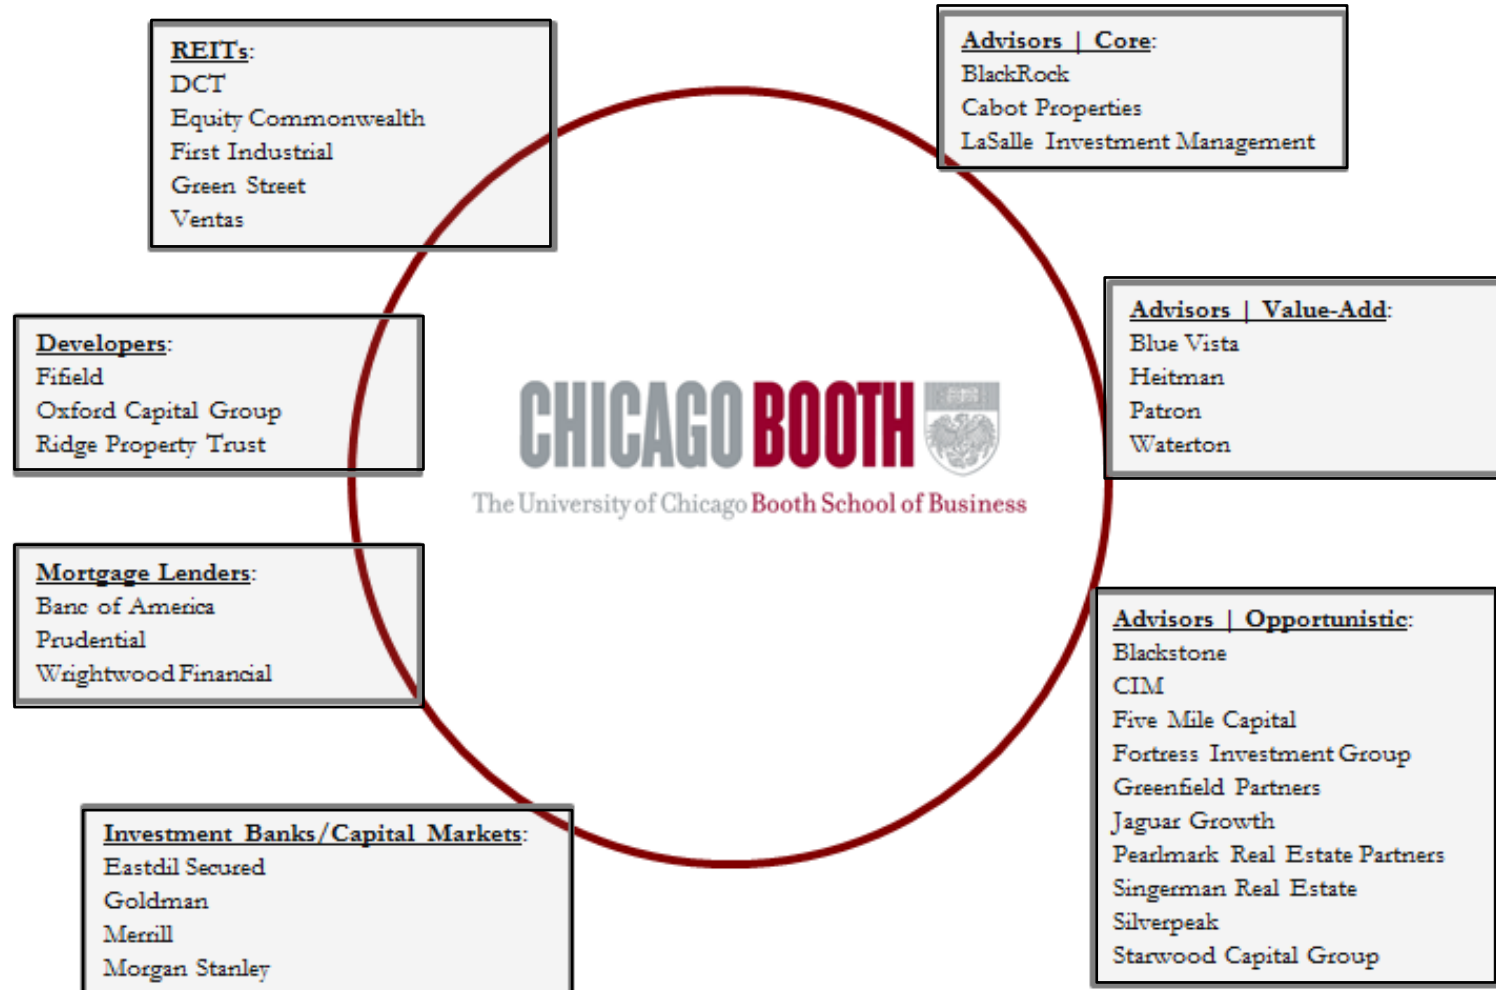 REITs:
DCT
Equity Commonwealth
First Industrial
Green Street
Ventas
Advisors | Core:
BlackRock
Cabot Properties
LaSalle Investment Management
Developers:
Fifield
Oxford Capital Group
Ridge Property Trust
CHICAGO BOOTH
The University of Chicago Booth School of Business
Advisors | Value-Add:
Blue Vista
Heitman
Patron
Waterton
Mortgage Lenders:
Banc of America
Prudential
Wrightwood Financial
Advisors | Opportunistic:
Blackstone
CIM
Five Mile Capital
Fortress Investment Group
Greenfield Partners
Jaguar Growth
Pearlmark Real Estate Partners
Singerman Real Estate
Silverpeak
Starwood Capital Group
Investment Banks/Capital Markets:
Eastdil Secured
Goldman
Merrill
Morgan Stanley